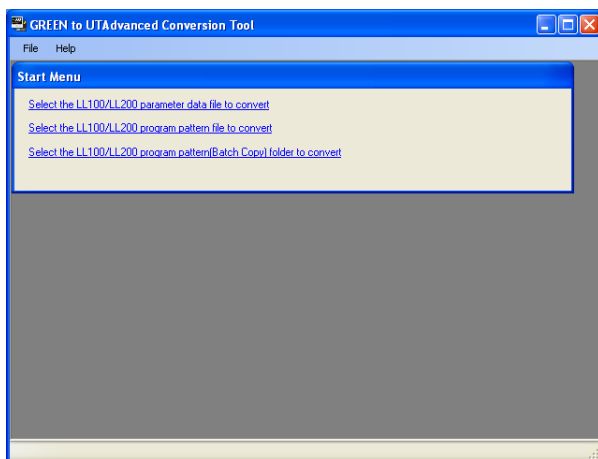 GREEN to UTAdvanced Conversion Tool
File Help
Start Menu
Select the LL100/LL200 parameter data file to convert
Select the LL100/LL200 program pattern file to convert
Select the LL100/LL200 program pattern(Batch Copy) folder to convert